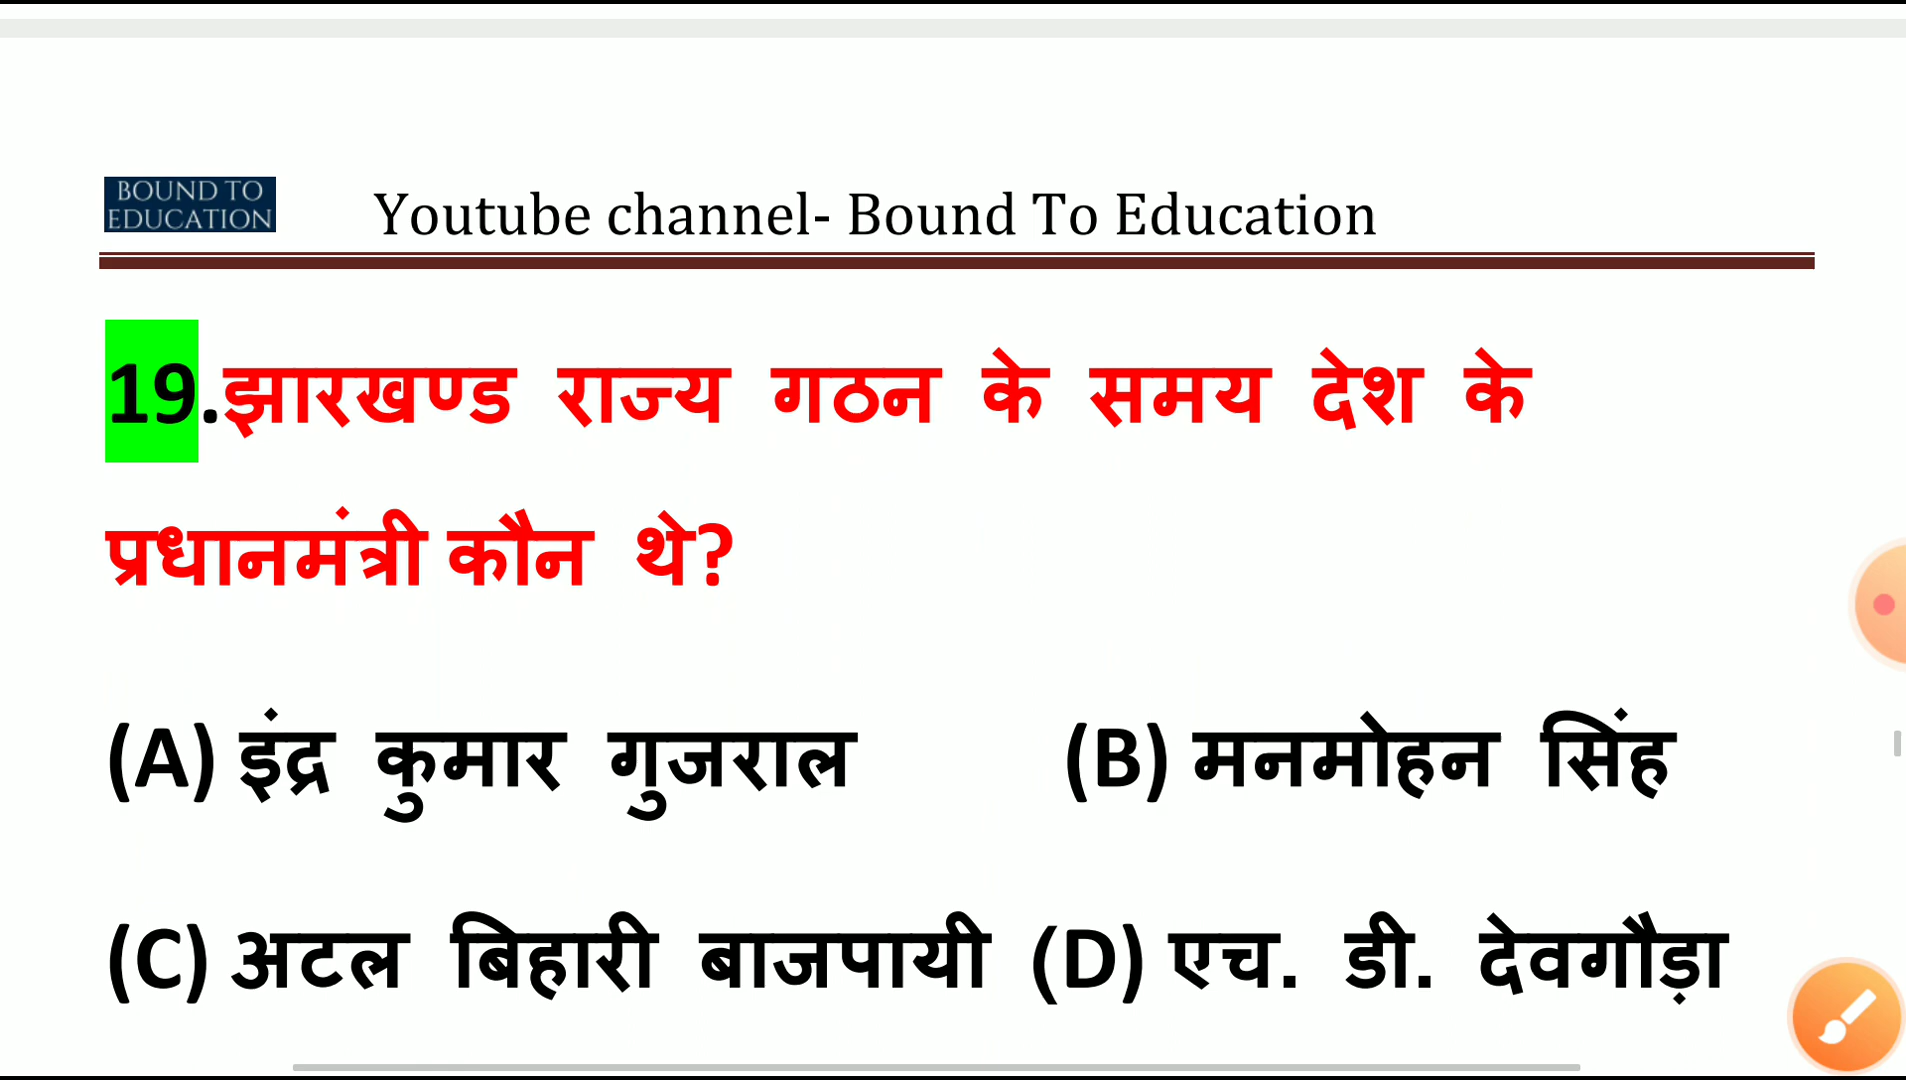 BOUND TO
EDUCATION
Youtube channel- Bound To Education
19.झारखण्ड राज्य गठन के समय देश के
प्रधानमंत्री कौन थे?
(A) इंद्र कुमार गुजराल (B) मनमोहन सिंह
(C) अटल बिहारी बाजपायी (D) एच. डी. देवगौड़ा